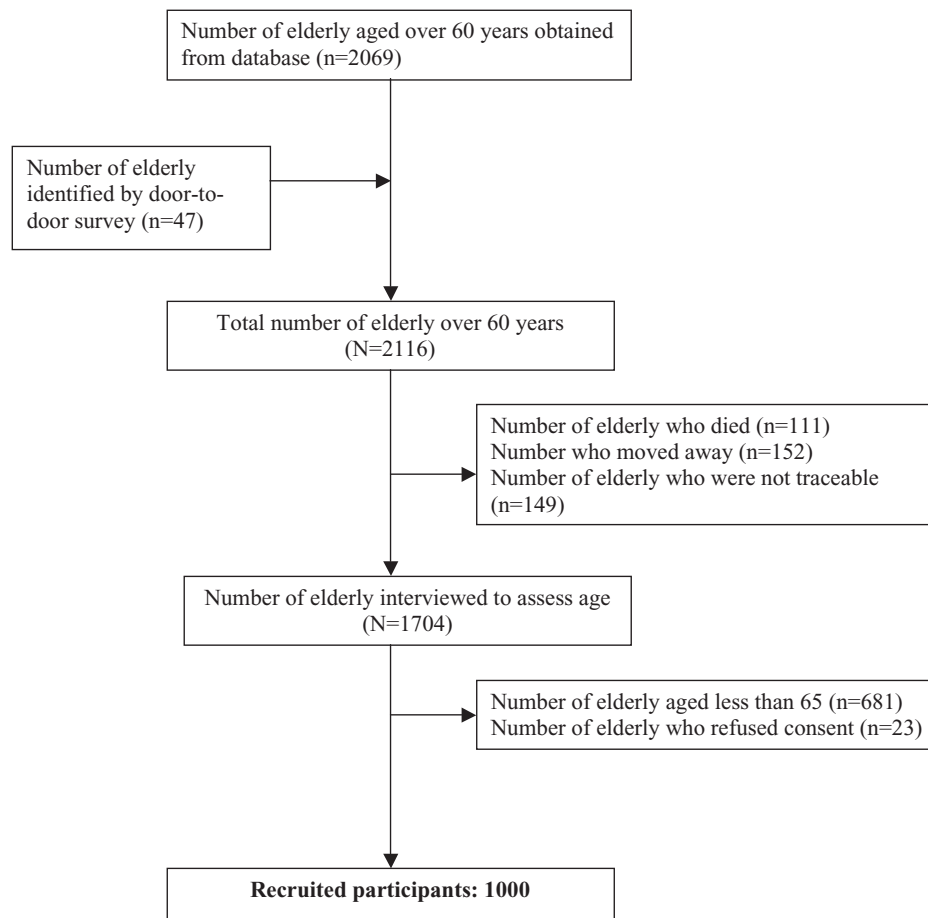 Number of elderly aged over 60 years obtained
from database (n=2069)
Number of elderly
identified by door-to-
door survey (n=47)
Total number of elderly over 60 years
(N=2116)
Number of elderly who died (n=111)
Number who moved away (n=152)
Number of elderly who were not traceable
(n=149)
Number of elderly interviewed to assess age
(N=1704)
Number of elderly aged less than 65 (n=681)
Number of elderly who refused consent (n=23)
Recruited participants: 1000